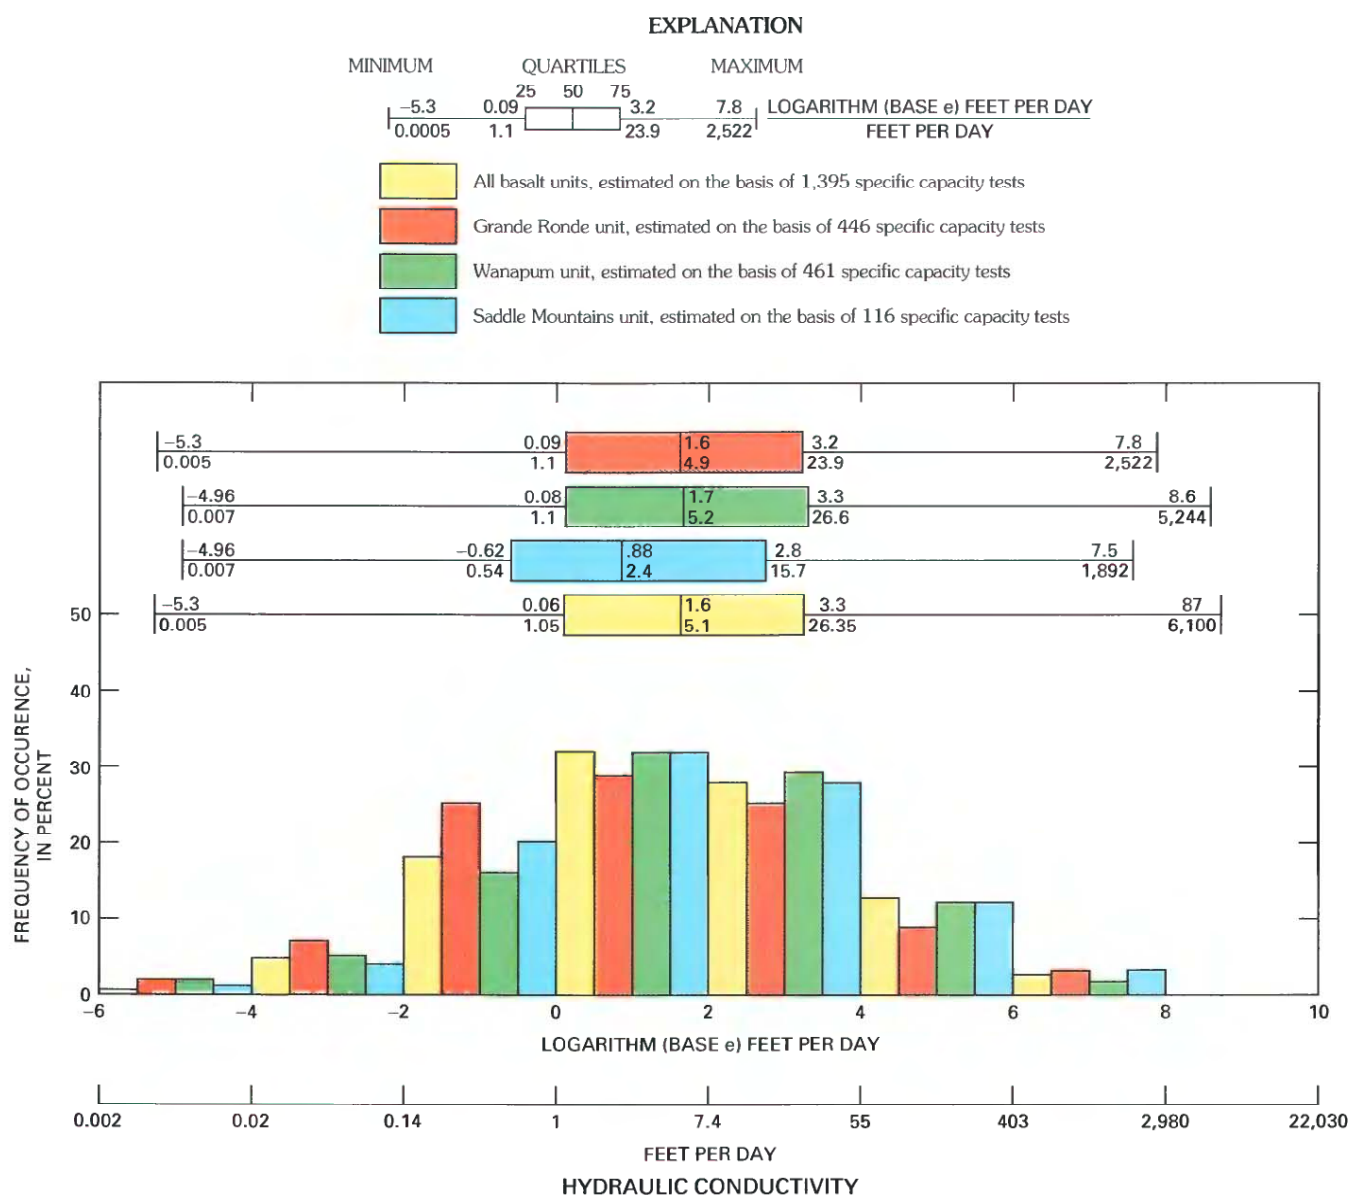 EXPLANATION
MINIMUM QUARTILES MAXIMUM
25 50 75
−5.3 0.09 3.2 7.8 LOGARITHM (BASE e) FEET PER DAY
0.0005 1.1 23.9 2,522 FEET PER DAY
All basalt units, estimated on the basis of 1,395 specific capacity tests
Grande Ronde unit, estimated on the basis of 446 specific capacity tests
Wanapum unit, estimated on the basis of 461 specific capacity tests
Saddle Mountains unit, estimated on the basis of 116 specific capacity tests
−5.3 0.09 1.6 3.2 7.8
0.005 1.1 4.9 23.9 2,522
−4.96 0.08 1.7 3.3 8.6
0.007 1.1 5.2 26.6 5,244
−4.96 −0.62 .88 2.8 7.5
0.007 0.54 2.4 15.7 1,892
−5.3 0.06 1.6 3.3 87
0.005 1.05 5.1 26.35 6,100
50
40
30
20
10
0
FREQUENCY OF OCCURENCE,
IN PERCENT
−6 −4 −2 0 2 4 6 8 10
LOGARITHM (BASE e) FEET PER DAY
0.002 0.02 0.14 1 7.4 55 403 2,980 22,030
FEET PER DAY
HYDRAULIC CONDUCTIVITY